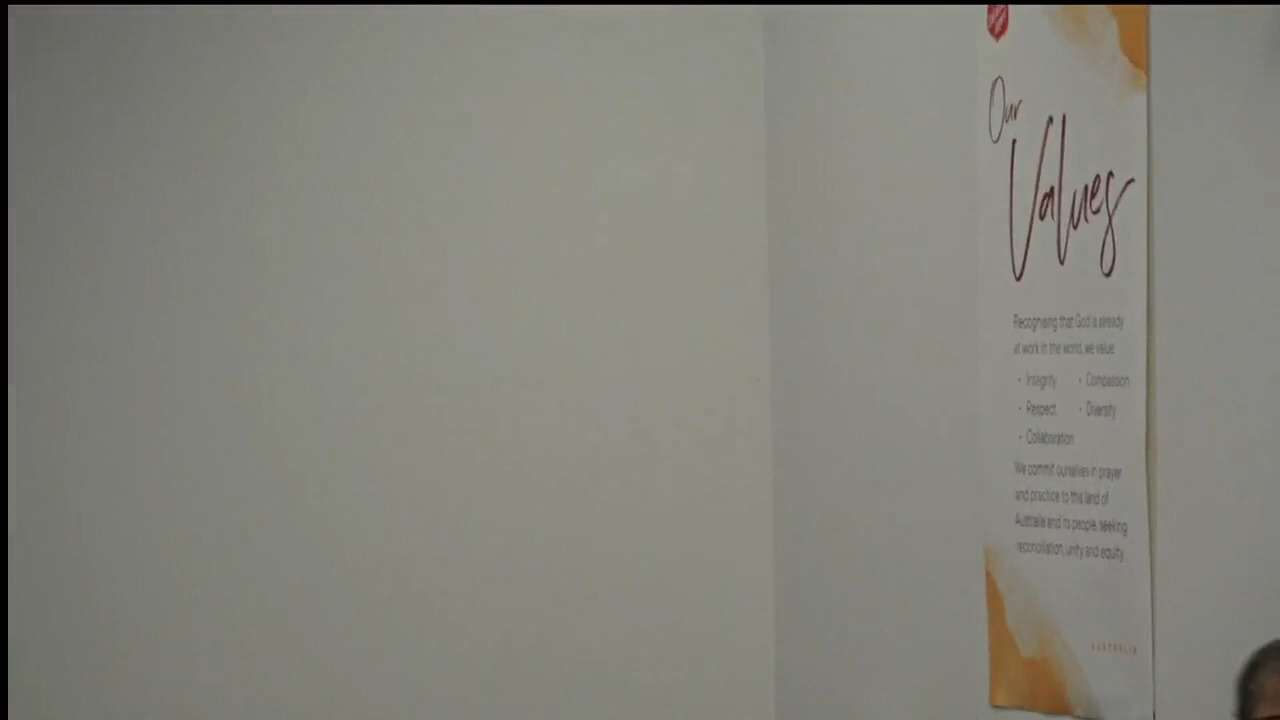 Our
Values
Recognising that God is already
at work in the world, we value
• Integrity • Compassion
• Respect • Diversity
• Collaboration
We commit ourselves in prayer
and practice to this land of
Australia and its people, seeking
reconciliation, unity and equity
AUSTRALIA